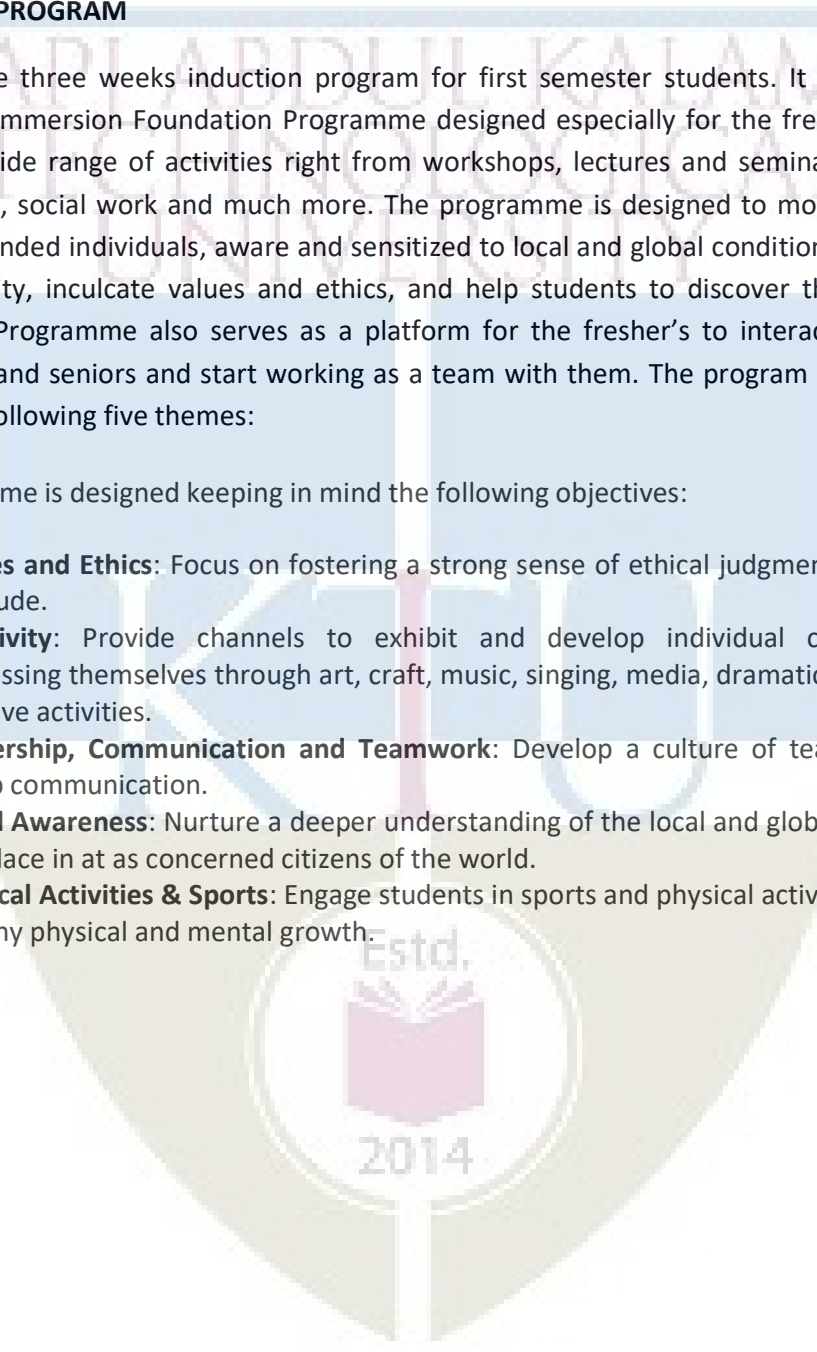 PROGRAM
e three weeks induction program for first semester students. It
mmersion Foundation Programme designed especially for the fre
ide range of activities right from workshops, lectures and semina
, social work and much more. The programme is designed to mo
nded individuals, aware and sensitized to local and global condition
ty, inculcate values and ethics, and help students to discover th
Programme also serves as a platform for the fresher's to interac
and seniors and start working as a team with them. The program
ollowing five themes:
me is designed keeping in mind the following objectives:
es and Ethics: Focus on fostering a strong sense of ethical judgmen
ude.
ivity: Provide channels to exhibit and develop individual c
ssing themselves through art, craft, music, singing, media, dramatic
ve activities.
ership, Communication and Teamwork: Develop a culture of tea
p communication.
l Awareness: Nurture a deeper understanding of the local and glob
lace in at as concerned citizens of the world.
cal Activities & Sports: Engage students in sports and physical activ
hy physical and mental growth.
API ABDUL KALAM
TECHNOLOGICAL
UNIVERSITY
KTU
Estd.
2014